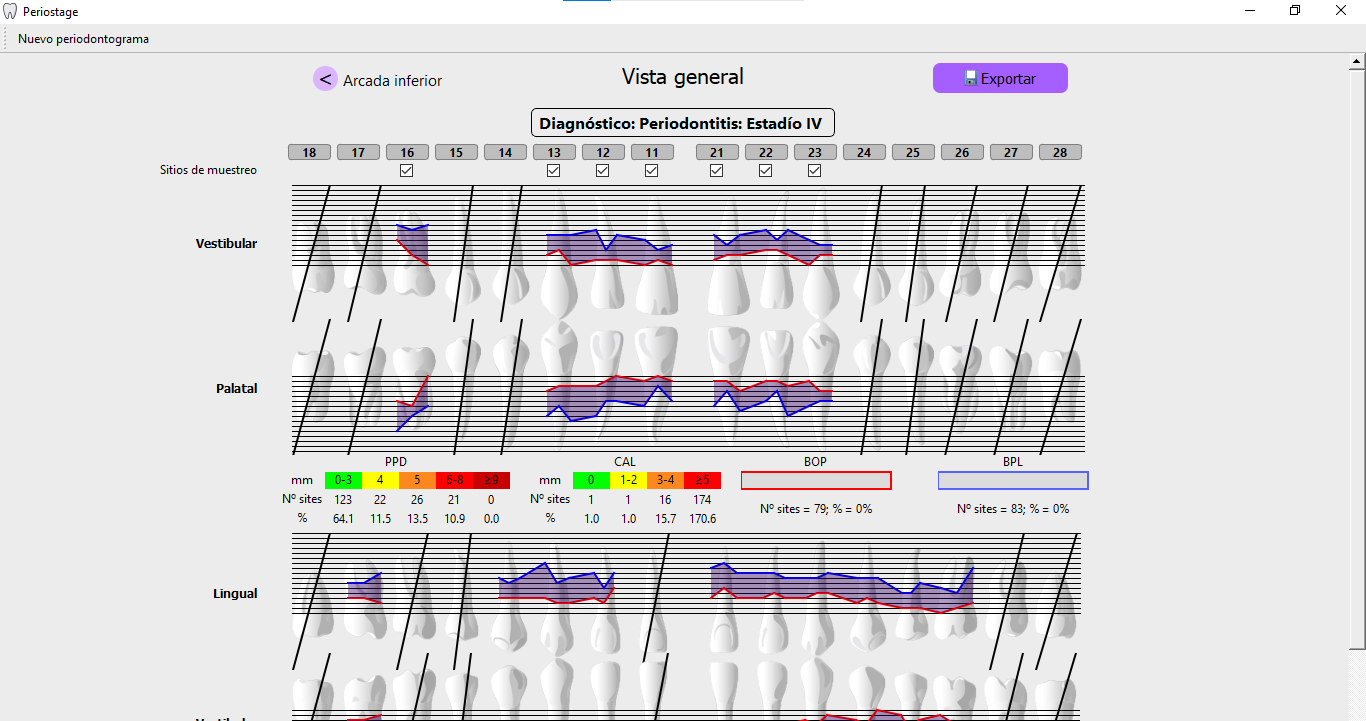 Periostage
Nuevo periodontograma
< Arcada inferior
Vista general
Exportar
Diagnóstico: Periodontitis: Estadío IV
18 17 16 15 14 13 12 11 21 22 23 24 25 26 27 28
Sitios de muestreo
Vestibular
Palatal
PPD CAL BOP BPL
mm 0-3 4 5 6-8 ≥9 mm 0 1-2 3-4 ≥5
Nº sites 123 22 26 21 0 Nº sites 1 1 16 174 Nº sites = 79; % = 0% Nº sites = 83; % = 0%
% 64.1 11.5 13.5 10.9 0.0 % 1.0 1.0 15.7 170.6
Lingual
Vestibular